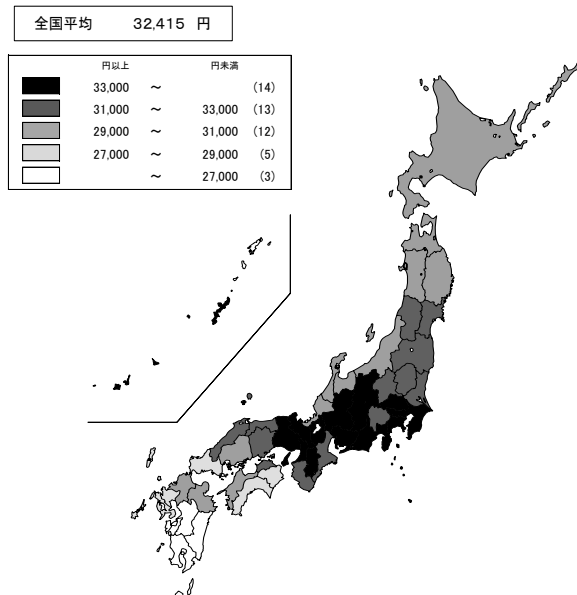 全国平均 32,415 円
円以上 円未満
33,000 ～ (14)
31,000 ～ 33,000 (13)
29,000 ～ 31,000 (12)
27,000 ～ 29,000 (5)
～ 27,000 (3)